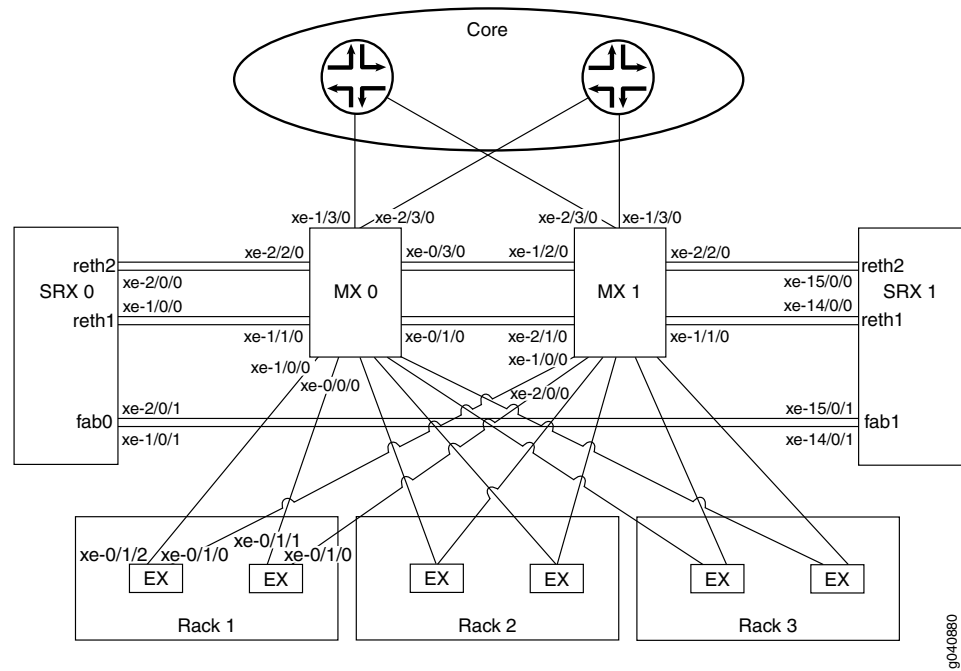 Core
xe-1/3/0 xe-2/3/0 xe-2/3/0 xe-1/3/0
xe-2/2/0 xe-0/3/0 xe-1/2/0 xe-2/2/0
reth2 reth2
xe-2/0/0 xe-15/0/0
SRX 0 MX 0 MX 1 SRX 1
xe-1/0/0 xe-14/0/0
reth1 reth1
xe-1/1/0 xe-0/1/0 xe-2/1/0 xe-1/1/0
xe-1/0/0 xe-1/0/0
xe-0/0/0 xe-2/0/0
xe-2/0/1 xe-15/0/1
fab0 fab1
xe-1/0/1 xe-14/0/1
xe-0/1/2 xe-0/1/0 xe-0/1/1 xe-0/1/0
EX EX EX EX EX EX
Rack 1 Rack 2 Rack 3
g040880